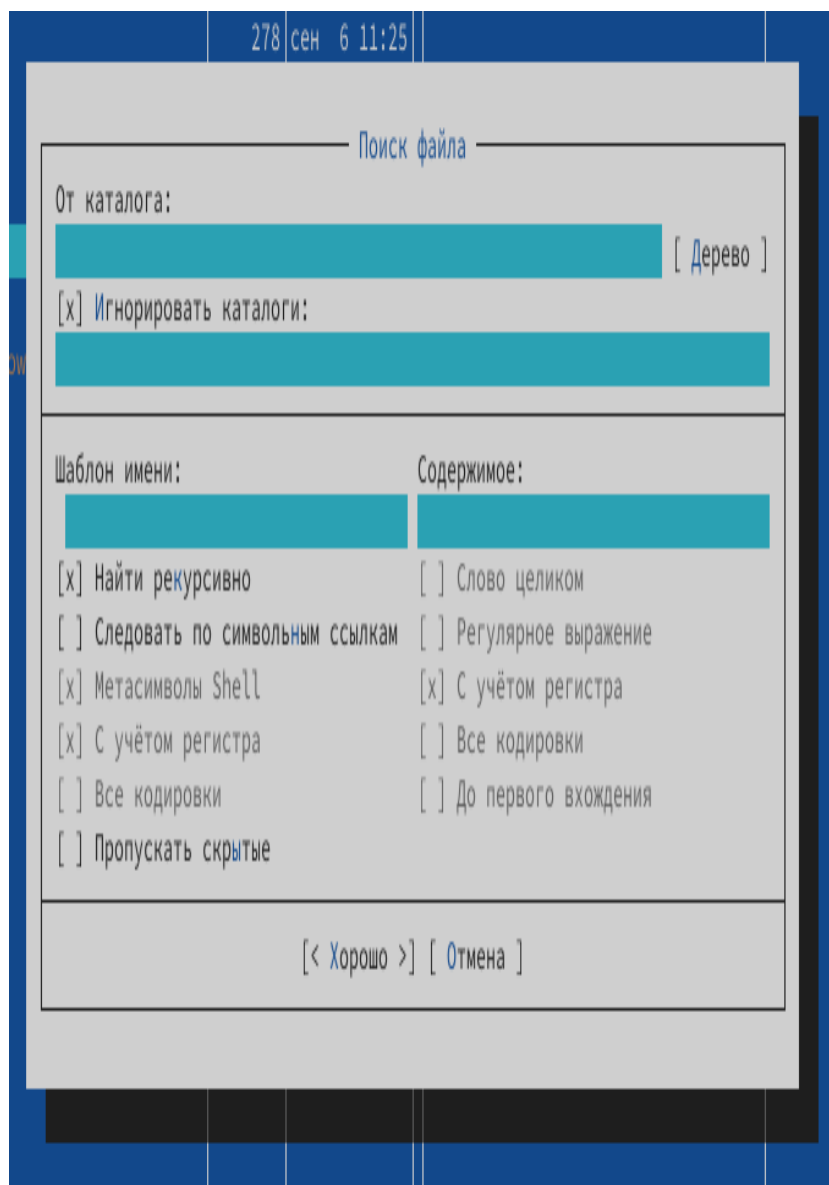 278 сен 6 11:25
Поиск файла
От каталога:
[ Дерево ]
[x] Игнорировать каталоги:
ow
Шаблон имени: Содержимое:
[x] Найти рекурсивно [ ] Слово целиком
[ ] Следовать по символьным ссылкам [ ] Регулярное выражение
[x] Метасимволы Shell [x] С учётом регистра
[x] С учётом регистра [ ] Все кодировки
[ ] Все кодировки [ ] До первого вхождения
[ ] Пропускать скрытые
[< Хорошо >] [ Отмена ]